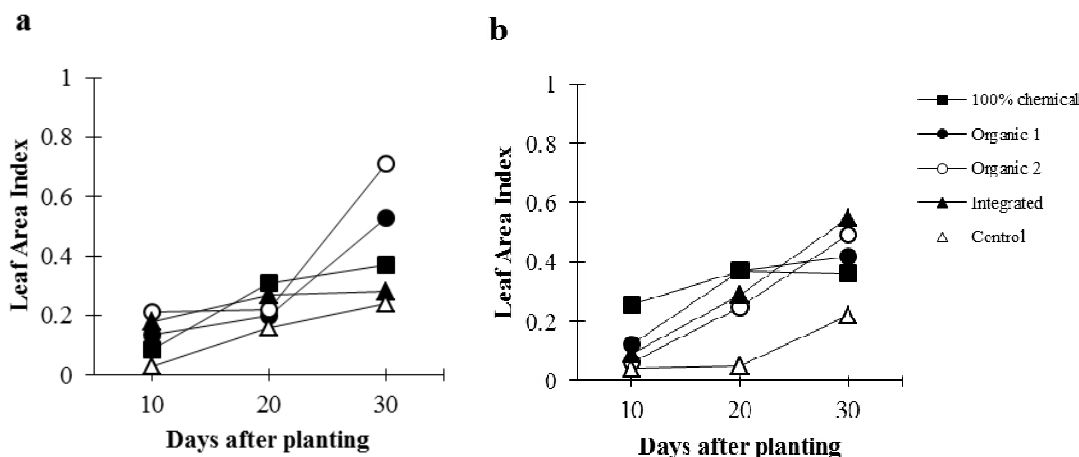 a
Leaf Area Index
1
0.8
0.6
0.4
0.2
0
10 20 30
Days after planting
b
Leaf Area Index
1
0.8
0.6
0.4
0.2
0
10 20 30
Days after planting
100% chemical
Organic 1
Organic 2
Integrated
Control